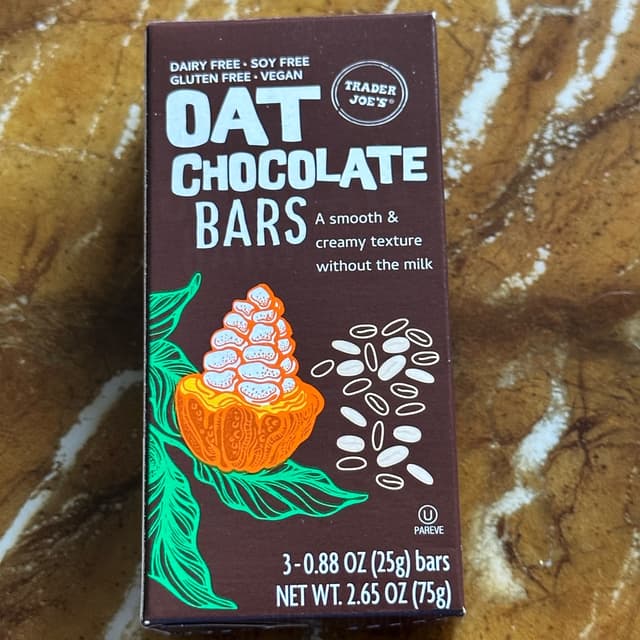 DAIRY FREE • SOY FREE
GLUTEN FREE • VEGAN
TRADER
JOE'S®
OAT
CHOCOLATE
BARS
A smooth &
creamy texture
without the milk
U
PAREVE
3-0.88 OZ (25g) bars
NET WT. 2.65 OZ (75g)